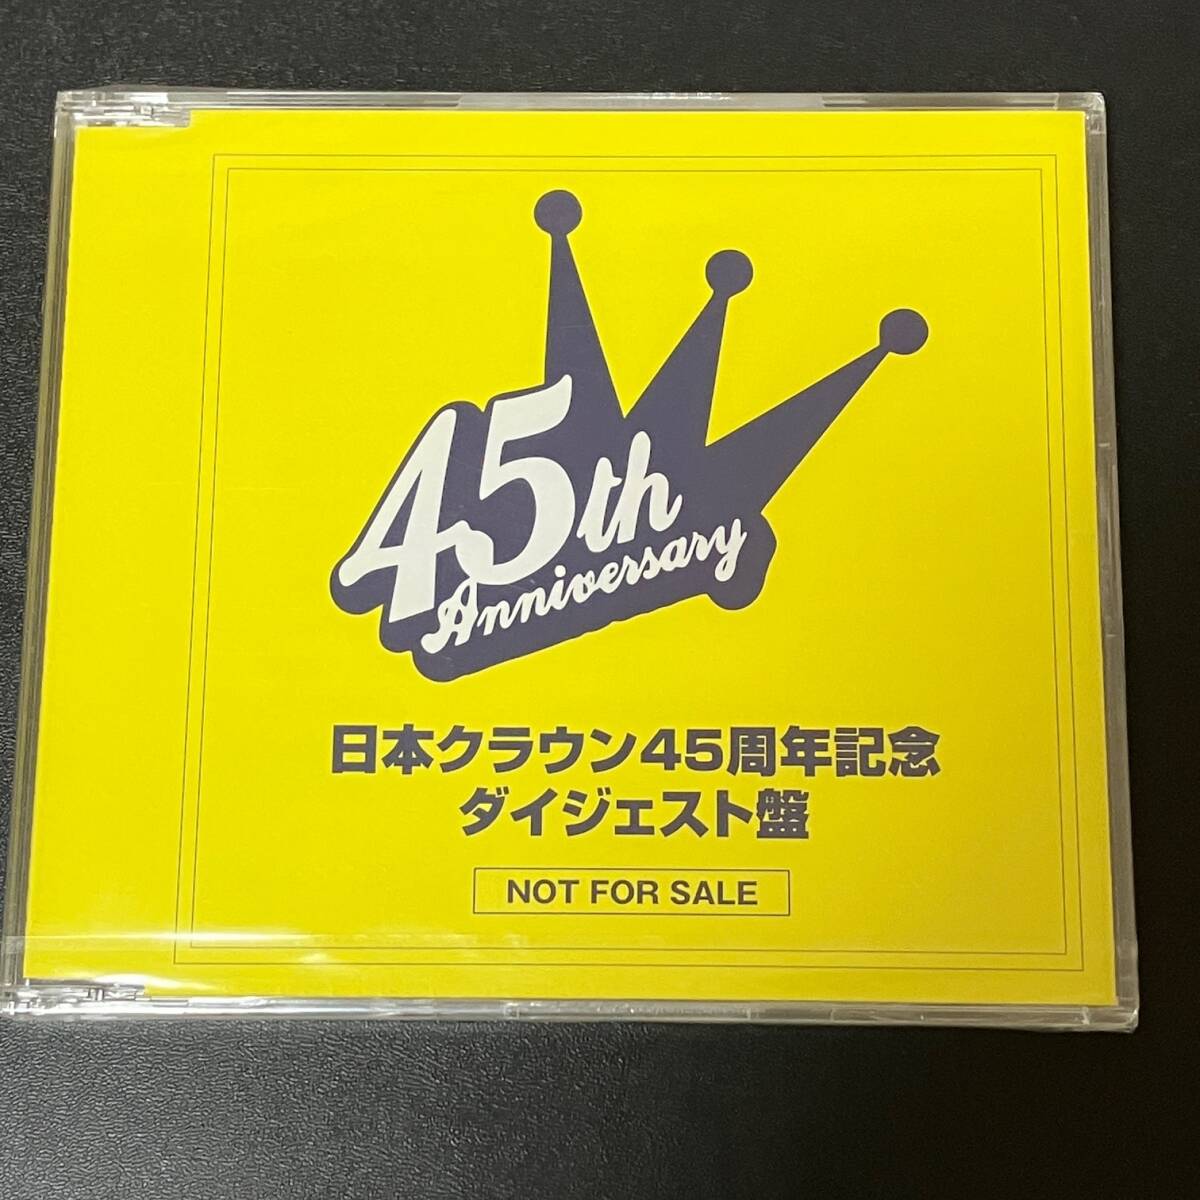 45th
Anniversary
日本クラウン45周年記念
ダイジェスト盤
NOT FOR SALE